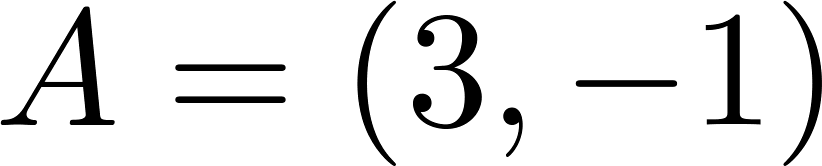 A = (3, −1)